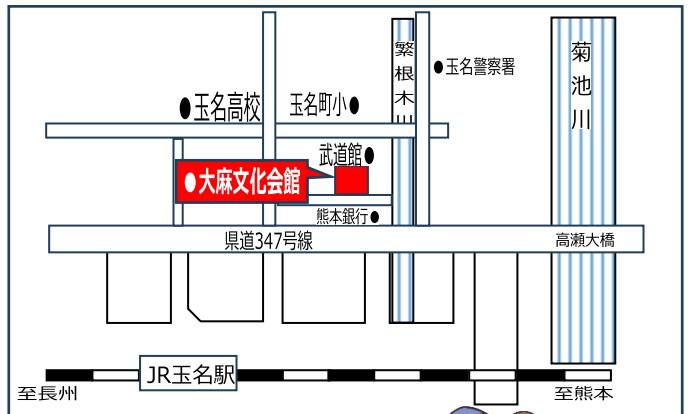 菊池川
繁根木川
●玉名警察署
●玉名高校
玉名町小●
武道館●
●大麻文化会館
熊本銀行●
県道347号線
高瀬大橋
JR玉名駅
至長州
至熊本